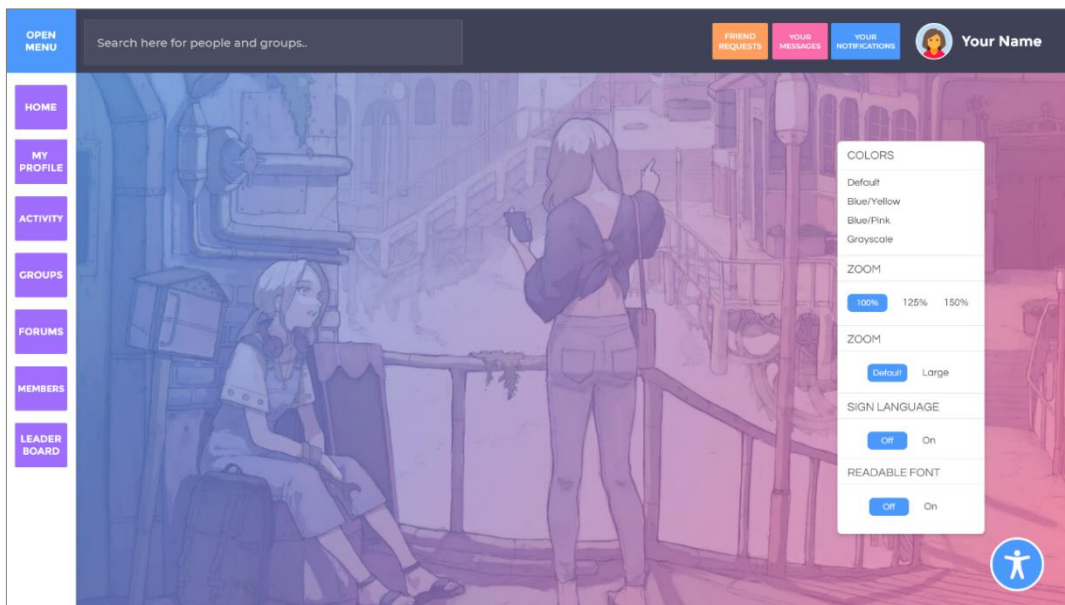 OPEN
MENU
Search here for people and groups..
FRIEND
REQUESTS
YOUR
MESSAGES
YOUR
NOTIFICATIONS
Your Name
HOME
MY
PROFILE
ACTIVITY
GROUPS
FORUMS
MEMBERS
LEADER
BOARD
COLORS
Default
Blue/Yellow
Blue/Pink
Grayscale
ZOOM
100% 125% 150%
ZOOM
Default Large
SIGN LANGUAGE
Off On
READABLE FONT
Off On